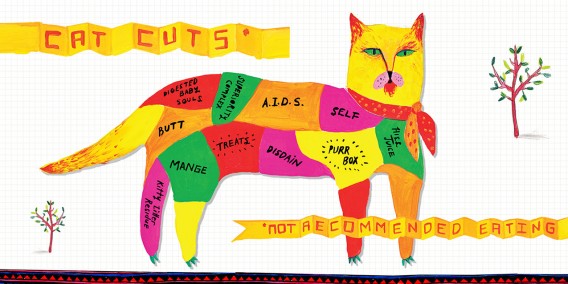 CAT CUTS*
DIGESTED
BABY
SOULS
SUPERIORITY
COMPLEX
A.I.D.S.
SELF
HISS
JUICE
BUTT
MANGE
TREATS
DISDAIN
PURR
BOX
Kitty Litter
Residue
*NOT RECOMMENDED EATING